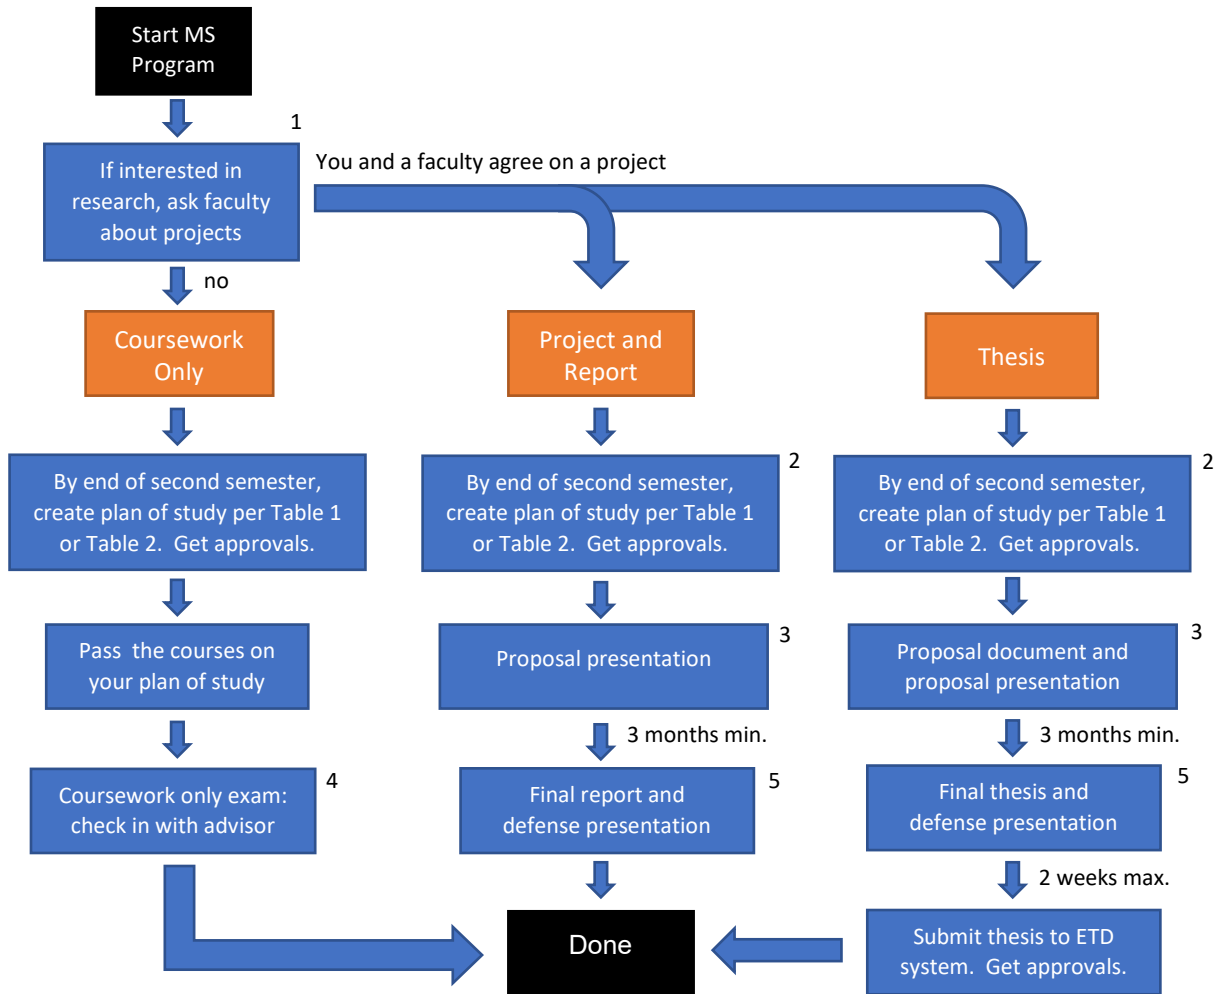 Start MS
Program
1
If interested in
research, ask faculty
about projects
You and a faculty agree on a project
no
Coursework
Only
Project and
Report
Thesis
By end of second semester,
create plan of study per Table 1
or Table 2. Get approvals.
2
By end of second semester,
create plan of study per Table 1
or Table 2. Get approvals.
2
By end of second semester,
create plan of study per Table 1
or Table 2. Get approvals.
Pass the courses on
your plan of study
3
Proposal presentation
3
Proposal document and
proposal presentation
3 months min.
3 months min.
4
Coursework only exam:
check in with advisor
5
Final report and
defense presentation
5
Final thesis and
defense presentation
2 weeks max.
Done
Submit thesis to ETD
system. Get approvals.